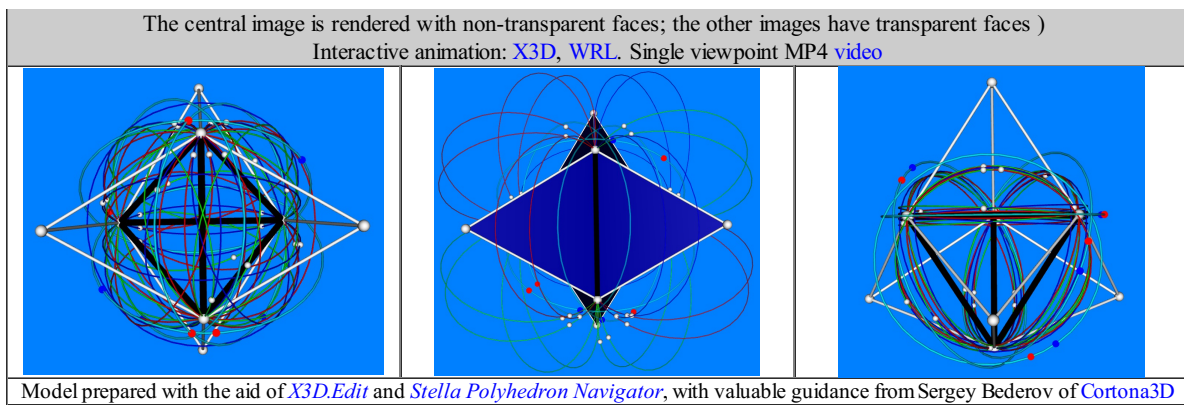 The central image is rendered with non-transparent faces; the other images have transparent faces )
Interactive animation: X3D, WRL. Single viewpoint MP4 video
Model prepared with the aid of X3D.Edit and Stella Polyhedron Navigator, with valuable guidance from Sergey Bederov of Cortona3D